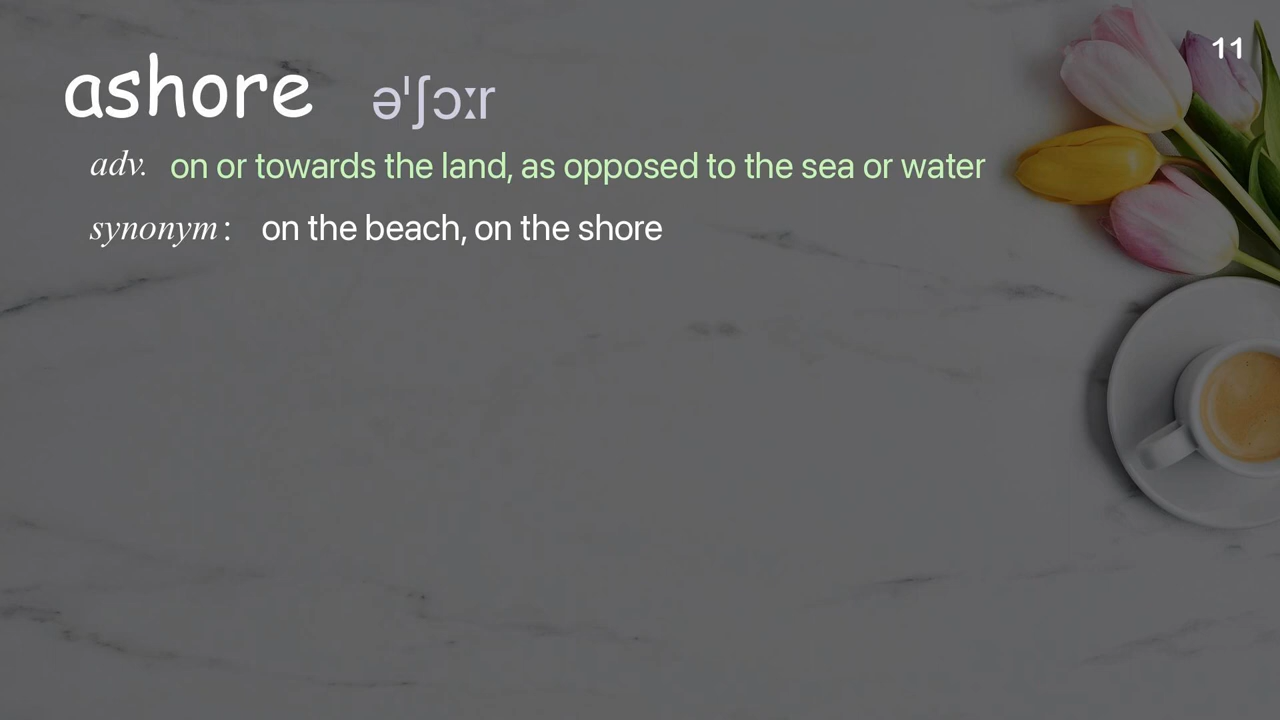 11
ashore əˈʃɔːr
adv. on or towards the land, as opposed to the sea or water
synonym: on the beach, on the shore